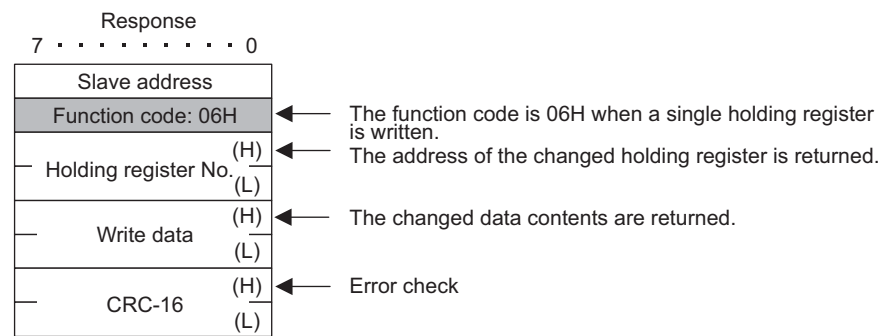 Response
7 · · · · · · · · · 0
Slave address
Function code: 06H
The function code is 06H when a single holding register
is written.
(H)
The address of the changed holding register is returned.
Holding register No.
(L)
(H)
The changed data contents are returned.
Write data
(L)
(H)
Error check
CRC-16
(L)